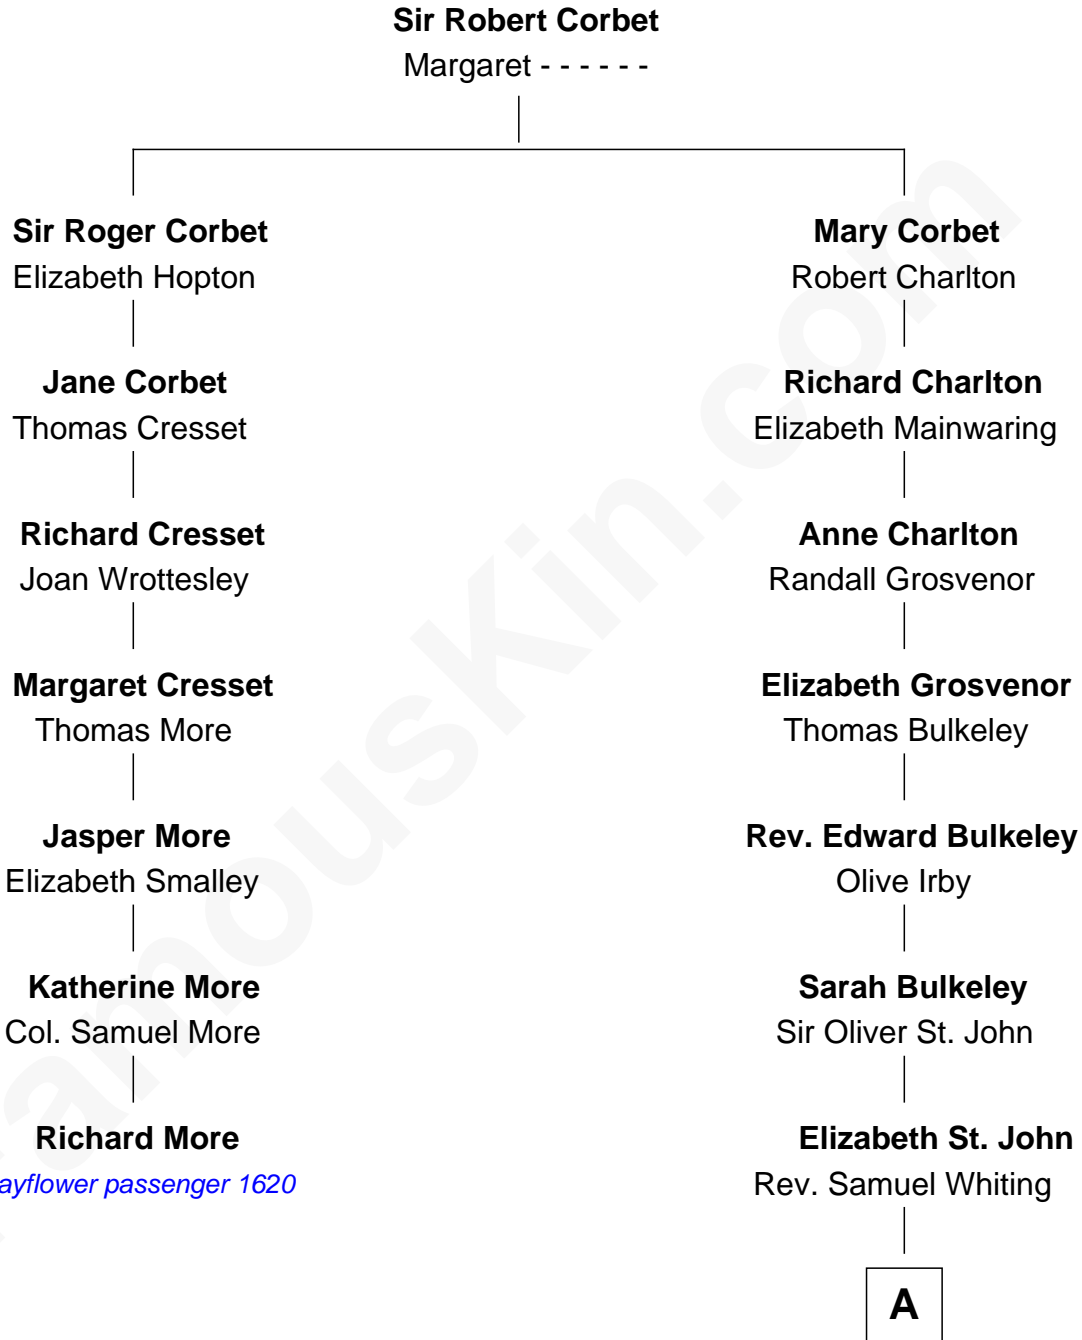 Sir Robert Corbet
Margaret - - - - - -
Sir Roger Corbet
Elizabeth Hopton
Mary Corbet
Robert Charlton
Jane Corbet
Thomas Cresset
Richard Charlton
Elizabeth Mainwaring
Richard Cresset
Joan Wrottesley
Anne Charlton
Randall Grosvenor
Margaret Cresset
Thomas More
Elizabeth Grosvenor
Thomas Bulkeley
Jasper More
Elizabeth Smalley
Rev. Edward Bulkeley
Olive Irby
Katherine More
Col. Samuel More
Sarah Bulkeley
Sir Oliver St. John
Richard More
ayflower passenger 1620
Elizabeth St. John
Rev. Samuel Whiting
A
FamousKin.com